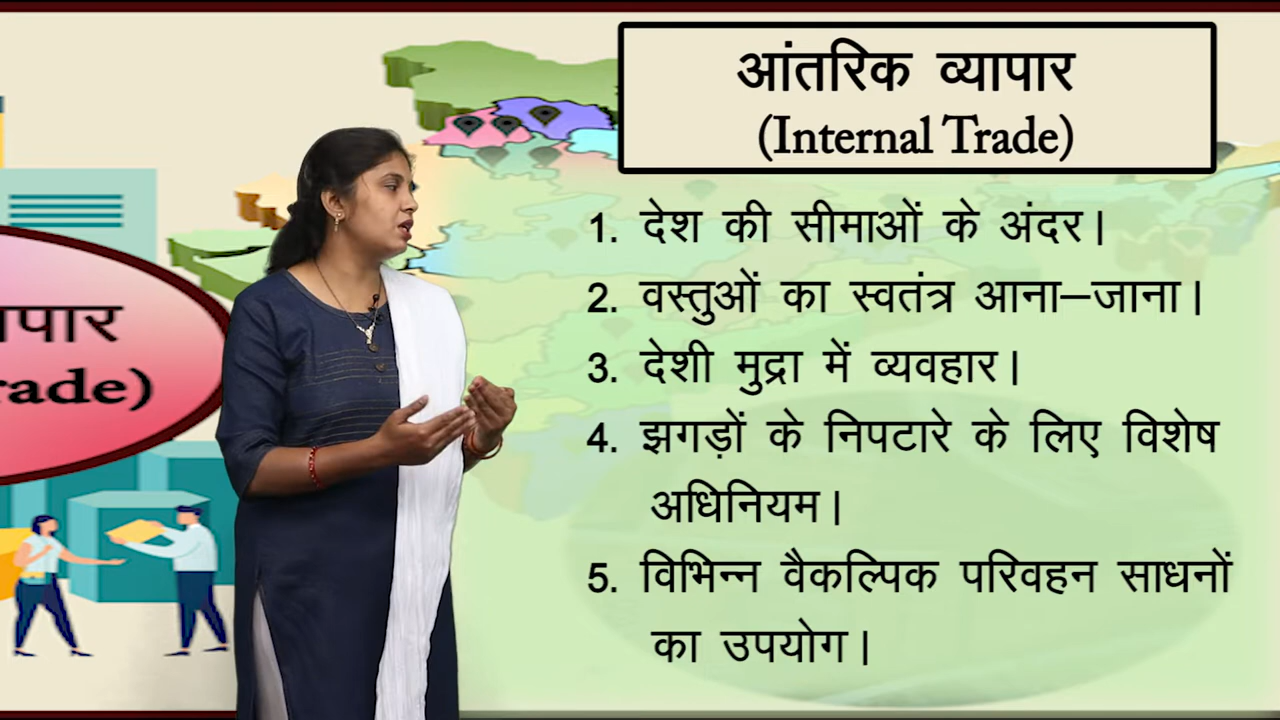 आंतरिक व्यापार
(Internal Trade)
1. देश की सीमाओं के अंदर।
2. वस्तुओं का स्वतंत्र आना–जाना।
3. देशी मुद्रा में व्यवहार।
4. झगड़ों के निपटारे के लिए विशेष
अधिनियम।
5. विभिन्न वैकल्पिक परिवहन साधनों
का उपयोग।